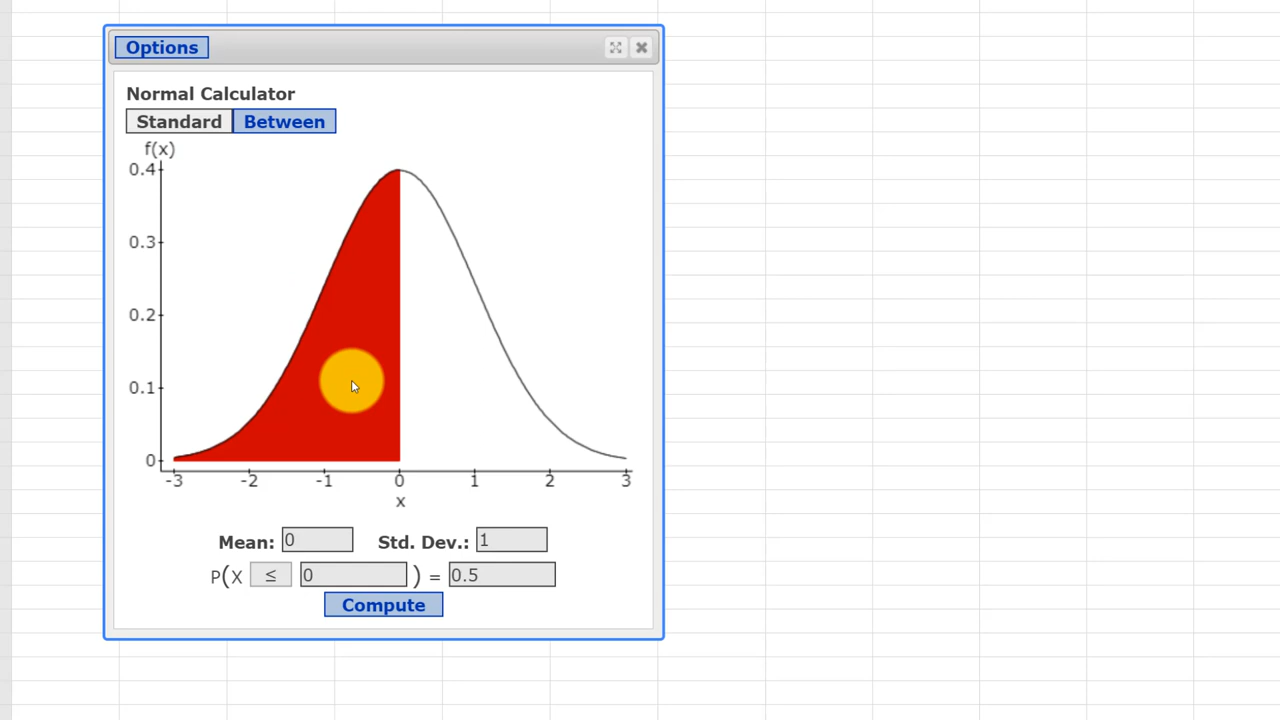 Options
Normal Calculator
Standard Between
f(x)
0.4
0.3
0.2
0.1
0
-3 -2 -1 0 1 2 3
x
Mean: 0 Std. Dev.: 1
P(X ≤ 0 ) = 0.5
Compute